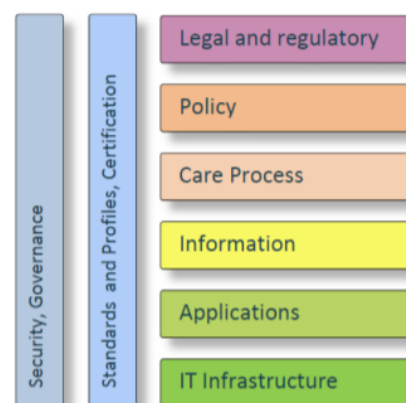 Security, Governance
Standards and Profiles, Certification
Legal and regulatory
Policy
Care Process
Information
Applications
IT Infrastructure